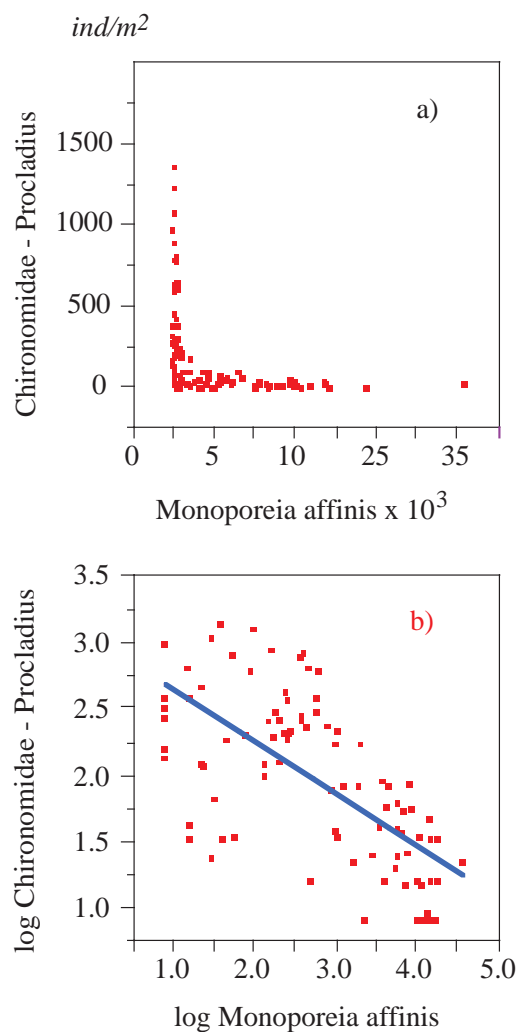 ind/m²
a)
Chironomidae - Procladius
1500
1000
500
0
0 5 10 25 35
Monoporeia affinis x 10³
b)
log Chironomidae - Procladius
3.5
3.0
2.5
2.0
1.5
1.0
1.0 2.0 3.0 4.0 5.0
log Monoporeia affinis